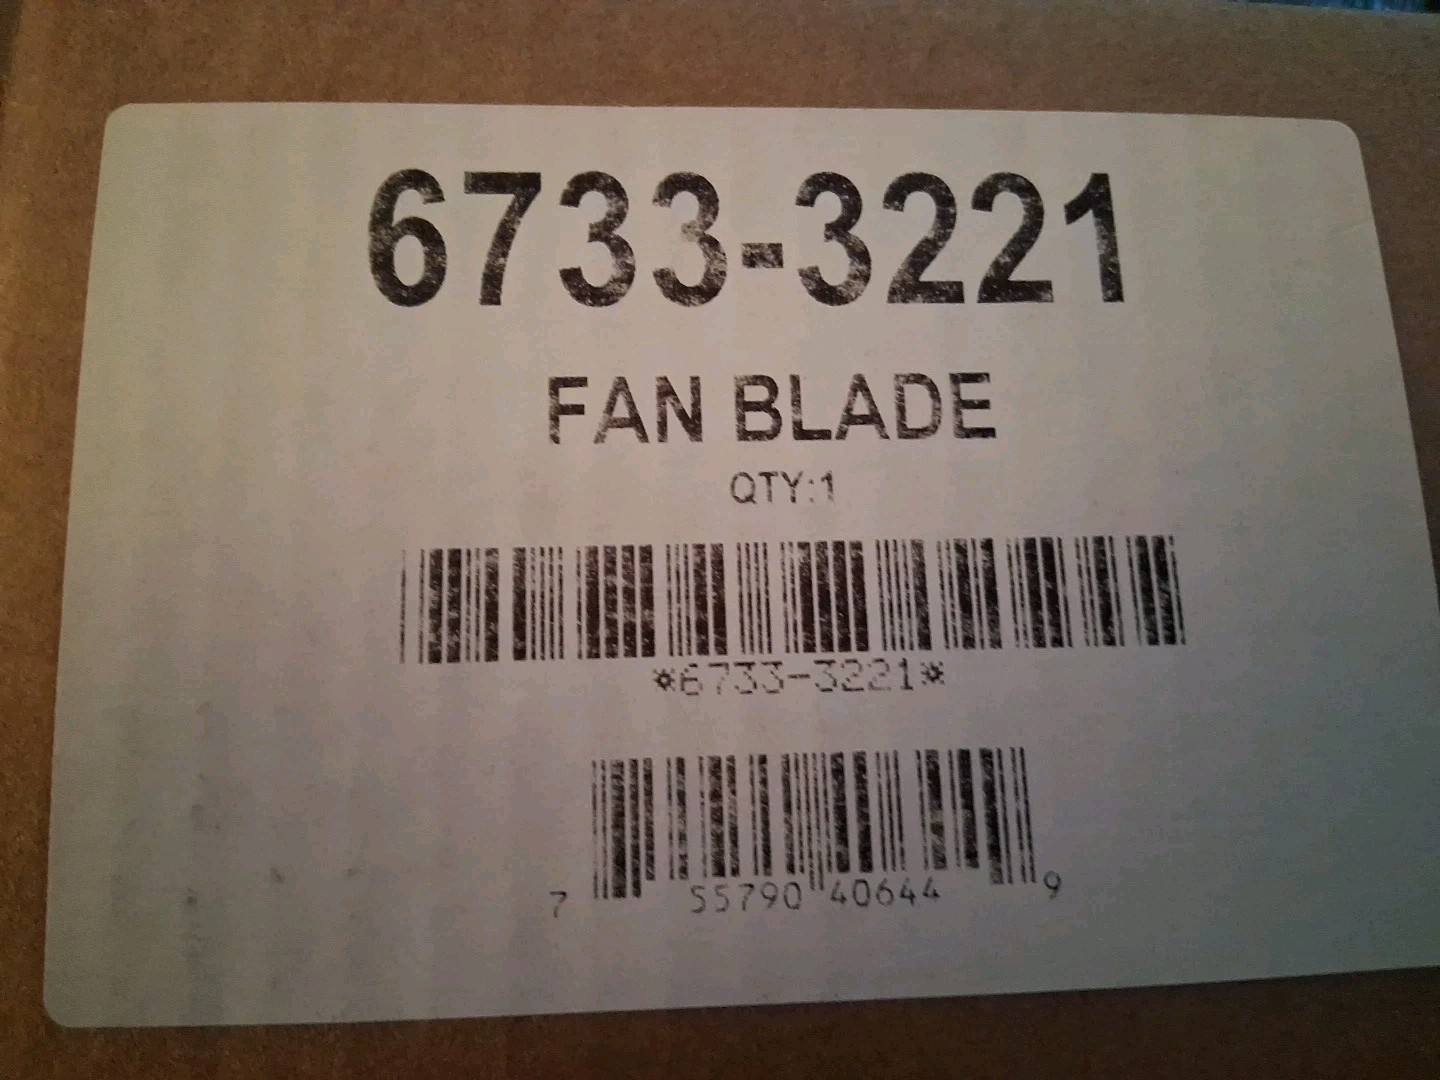 6733-3221
FAN BLADE
QTY:1
*6733-3221*
7 55790 40644 9